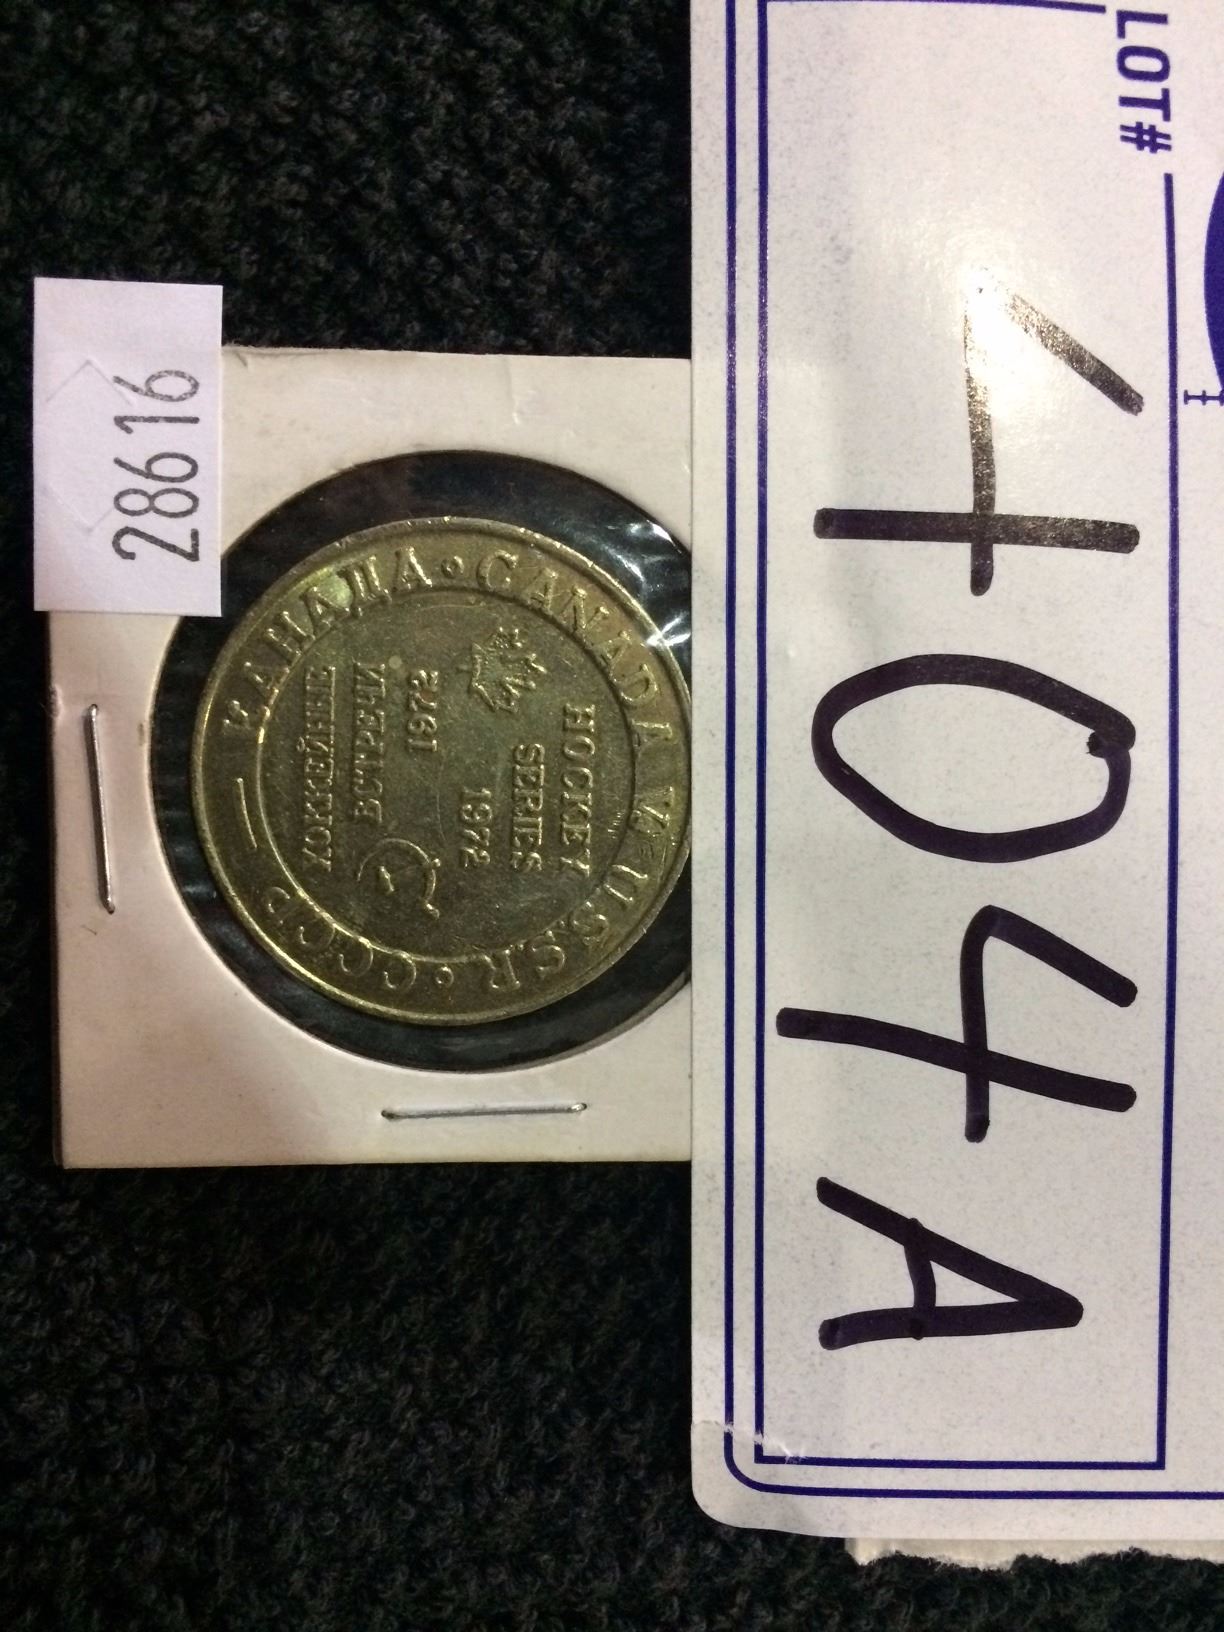 LOT#
404A
28616
КАНАДА • CANADA V U.S.S.R • СССР —
HOCKEY
SERIES
1972
1972
ВСТРЕЧИ
ХОККЕЙНЫЕ